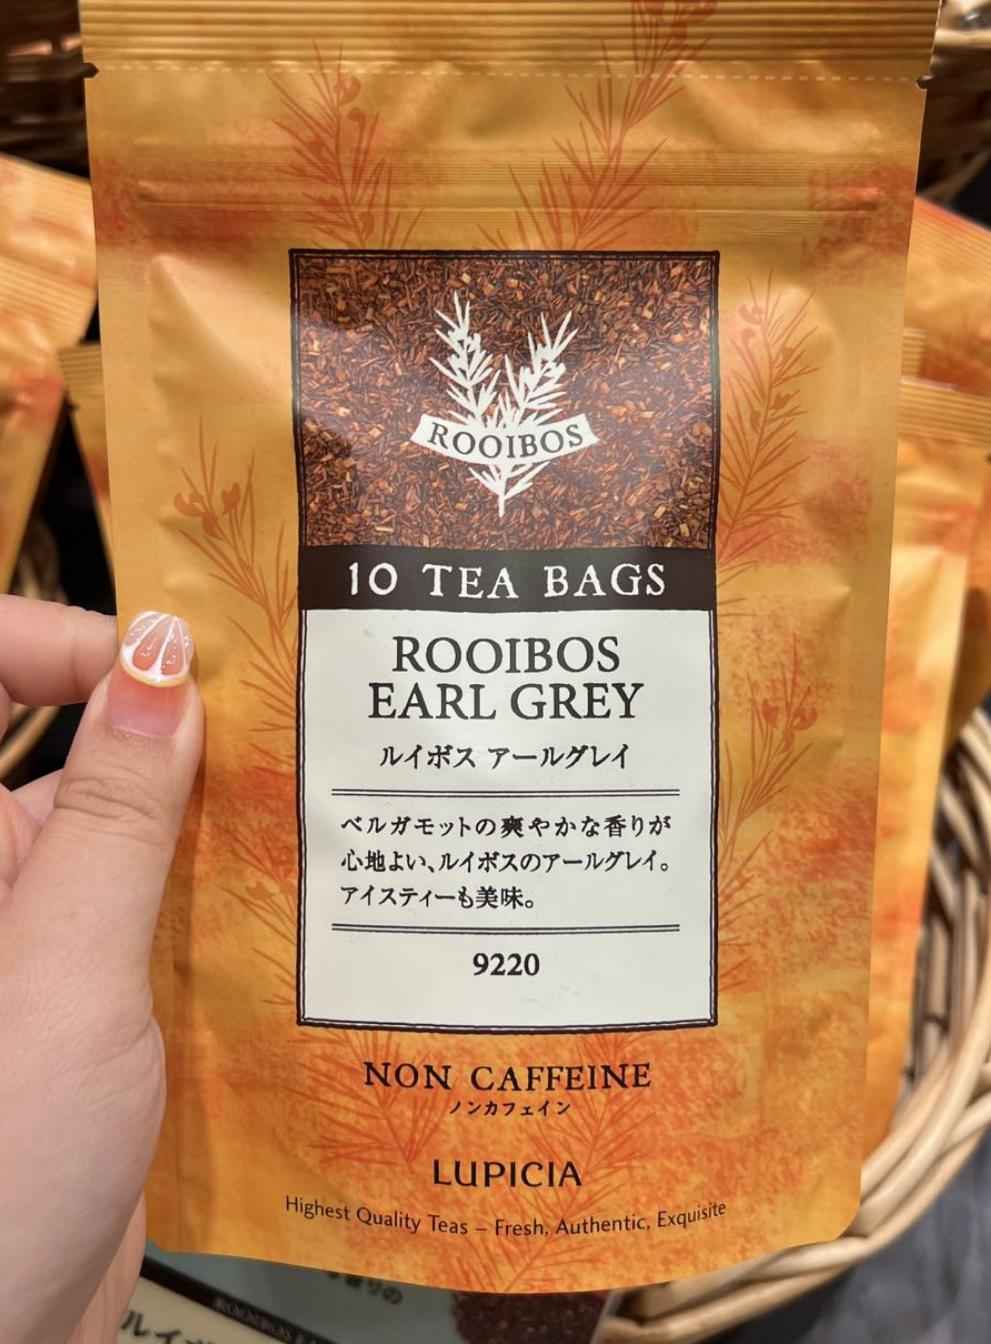 ROOIBOS
10 TEA BAGS
ROOIBOS
EARL GREY
ルイボス アールグレイ
ベルガモットの爽やかな香りが
心地よい、ルイボスのアールグレイ。
アイスティーも美味。
9220
NON CAFFEINE
ノンカフェイン
LUPICIA
Highest Quality Teas – Fresh, Authentic, Exquisite